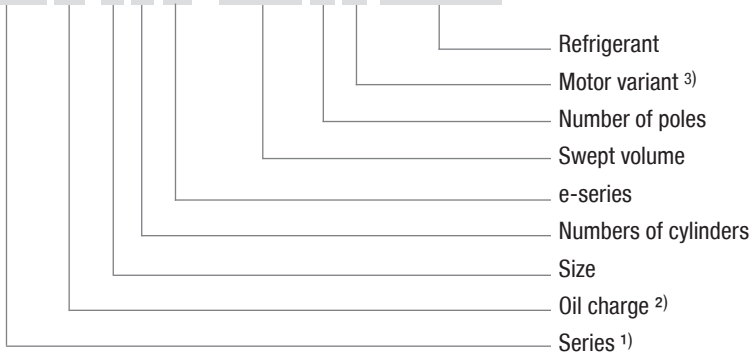 Refrigerant
Motor variant ³⁾
Number of poles
Swept volume
e-series
Numbers of cylinders
Size
Oil charge ²⁾
Series ¹⁾